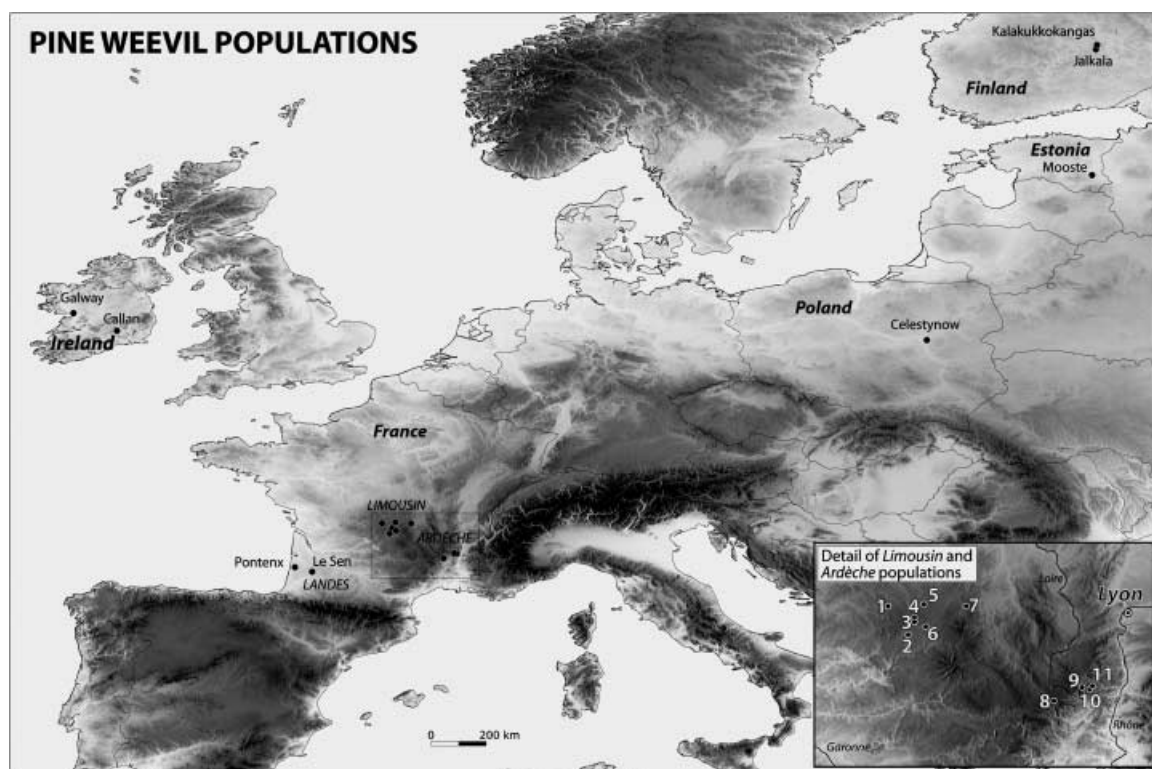 PINE WEEVIL POPULATIONS
Kalakukkokangas
Jalkala
Finland
Estonia
Mooste
Galway
Callan
Ireland
Poland
Celestynow
France
LIMOUSIN
ARDÈCHE
Pontenx
Le Sen
LANDES
0 200 km
Detail of Limousin and
Ardèche populations
Loire
Lyon
1
4
5
7
3
6
2
9
11
8
10
Rhône
Garonne